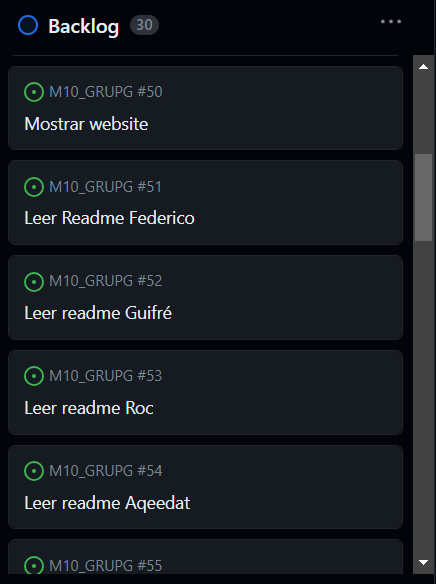 Backlog 30
M10_GRUPG #50
Mostrar website
M10_GRUPG #51
Leer Readme Federico
M10_GRUPG #52
Leer readme Guifré
M10_GRUPG #53
Leer readme Roc
M10_GRUPG #54
Leer readme Aqeedat
M10_GRUPG #55